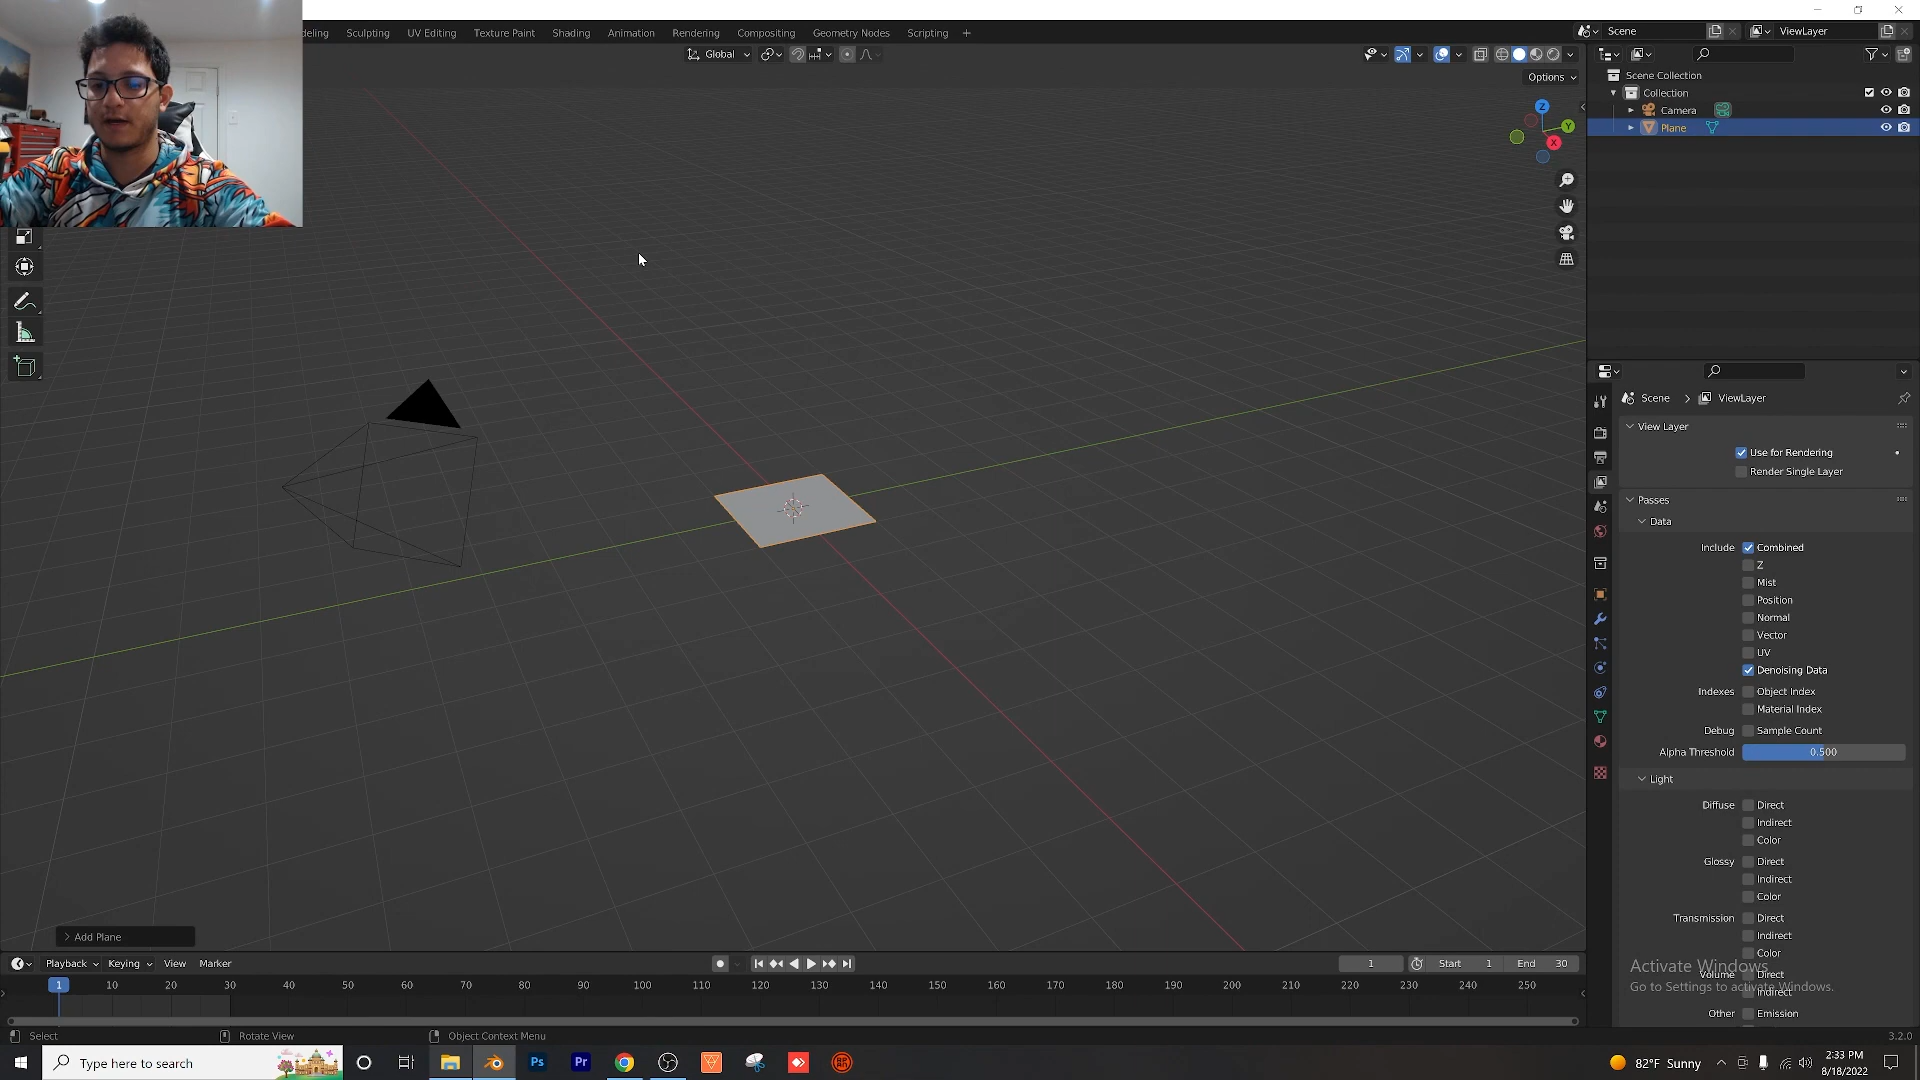 deling Sculpting UV Editing Texture Paint Shading Animation Rendering Compositing Geometry Nodes Scripting +
Scene ViewLayer
Global
Options
Z
Y
X
Scene Collection
Collection
Camera
Plane
Scene > ViewLayer
View Layer
Use for Rendering
Render Single Layer
Passes
Data
Include Combined
Z
Mist
Position
Normal
Vector
UV
Denoising Data
Indexes Object Index
Material Index
Debug Sample Count
Alpha Threshold 0.500
Light
Diffuse Direct
Indirect
Color
Glossy Direct
Indirect
Color
Transmission Direct
Indirect
Color
Volume Direct
Indirect
Other Emission
Activate Windows
Go to Settings to activate Windows.
> Add Plane
Playback Keying View Marker
1 Start 1 End 30
1 10 20 30 40 50 60 70 80 90 100 110 120 130 140 150 160 170 180 190 200 210 220 230 240 250
Select Rotate View Object Context Menu 3.2.0
Type here to search Ps Pr 82°F Sunny 2:33 PM
8/18/2022